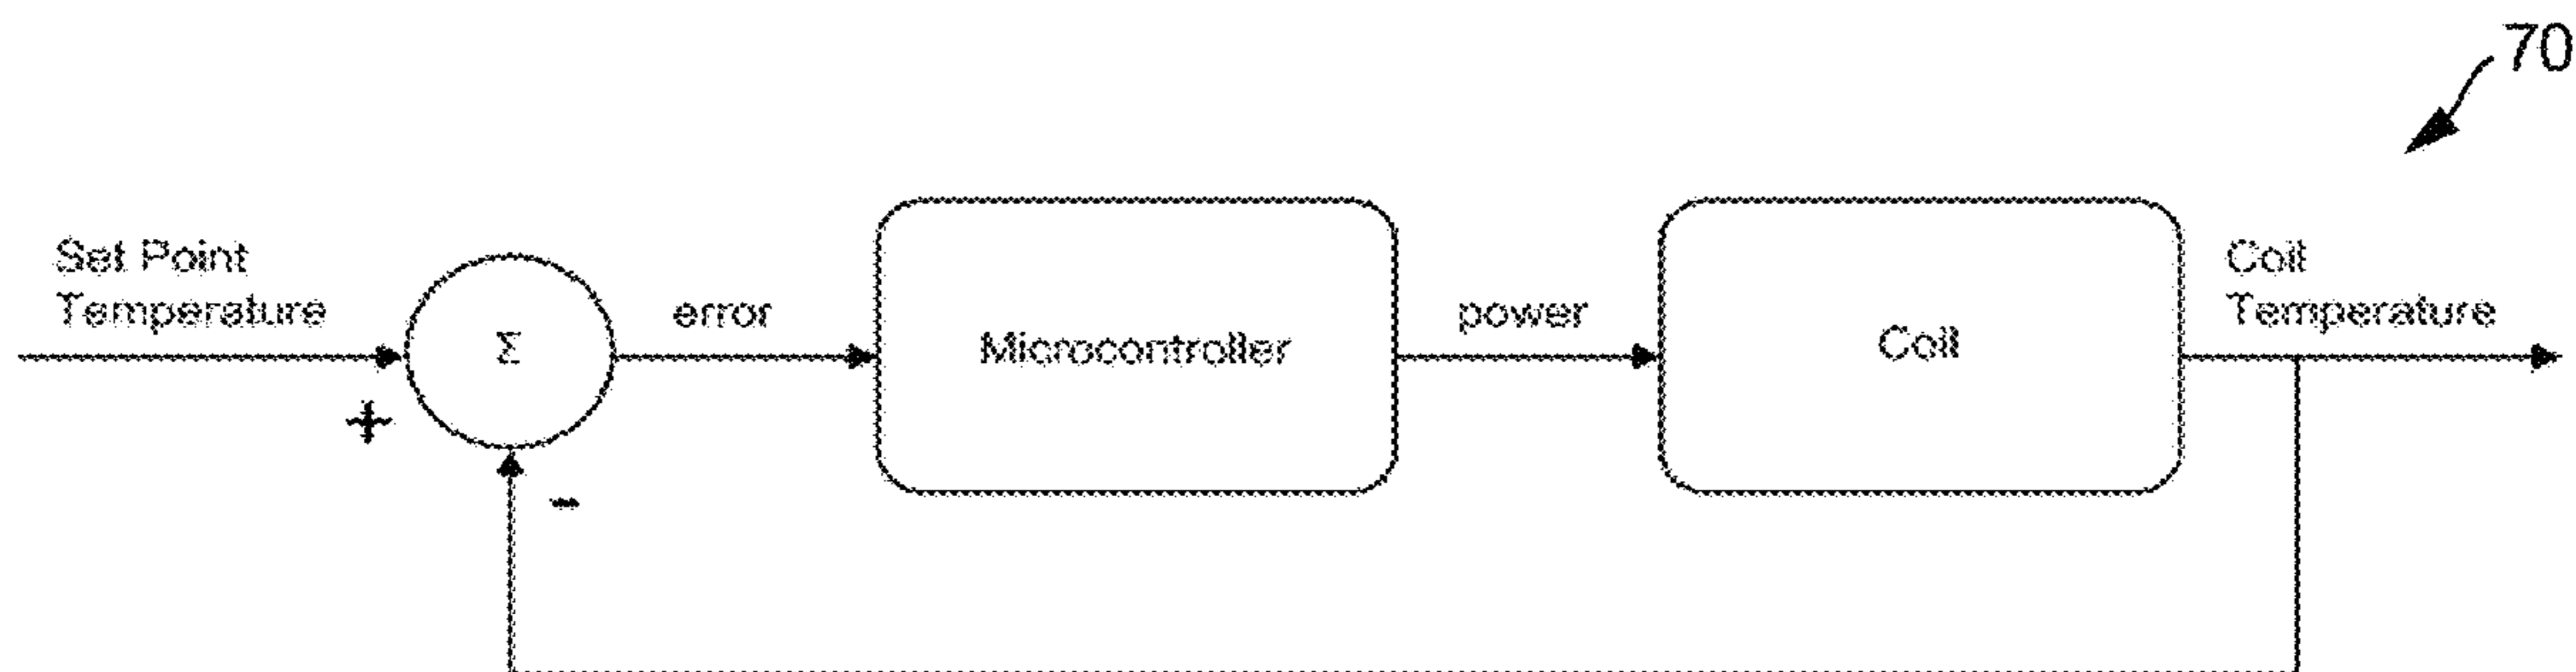 70
Set Point
Temperature
+
Σ
-
error
Microcontroller
power
Coil
Coil
Temperature